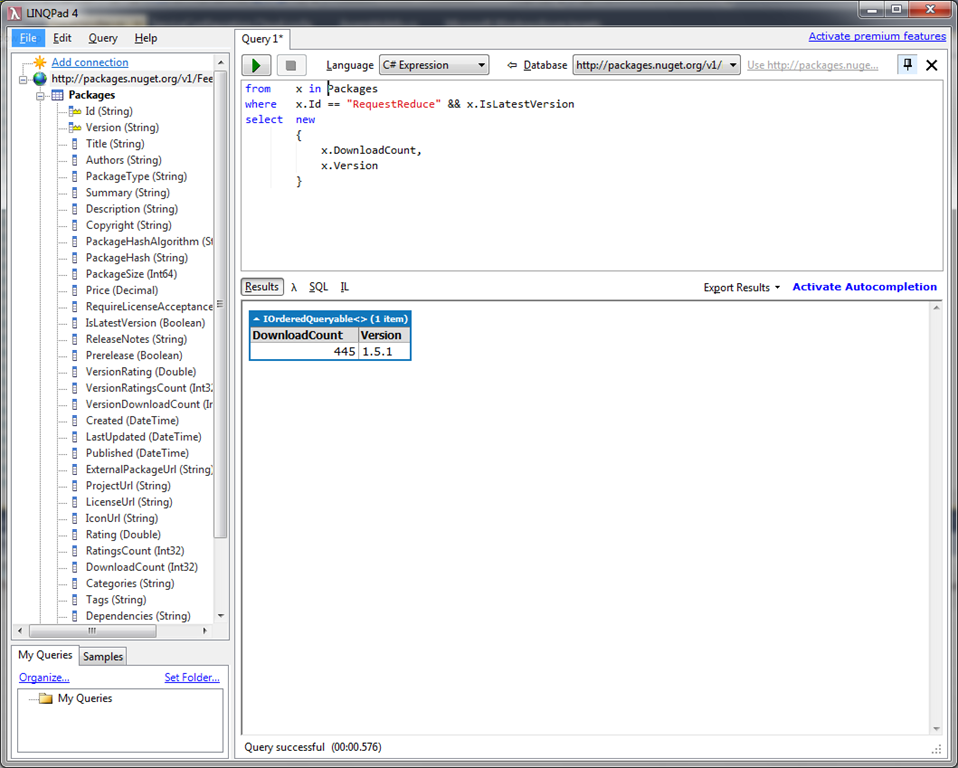 LINQPad 4
File Edit Query Help
Add connection
http://packages.nuget.org/v1/Fee
Packages
Id (String)
Version (String)
Title (String)
Authors (String)
PackageType (String)
Summary (String)
Description (String)
Copyright (String)
PackageHashAlgorithm (St
PackageHash (String)
PackageSize (Int64)
Price (Decimal)
RequireLicenseAcceptance
IsLatestVersion (Boolean)
ReleaseNotes (String)
Prerelease (Boolean)
VersionRating (Double)
VersionRatingsCount (Int32
VersionDownloadCount (In
Created (DateTime)
LastUpdated (DateTime)
Published (DateTime)
ExternalPackageUrl (String)
ProjectUrl (String)
LicenseUrl (String)
IconUrl (String)
Rating (Double)
RatingsCount (Int32)
DownloadCount (Int32)
Categories (String)
Tags (String)
Dependencies (String)
My Queries Samples
Organize... Set Folder...
My Queries
Query 1*
Activate premium features
Language C# Expression Database http://packages.nuget.org/v1/ Use http://packages.nuge...
from x in Packages
where x.Id == "RequestReduce" && x.IsLatestVersion
select new
{
x.DownloadCount,
x.Version
}
Results λ SQL IL Export Results Activate Autocompletion
IOrderedQueryable<> (1 item)
DownloadCount Version
445 1.5.1
Query successful (00:00.576)